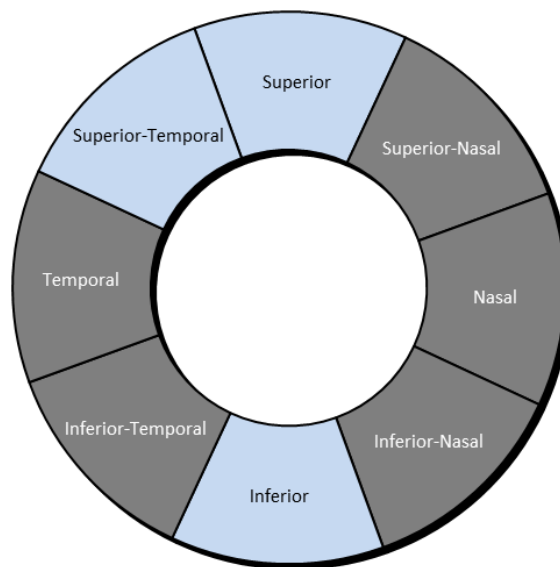 Superior
Superior-Temporal
Superior-Nasal
Temporal
Nasal
Inferior-Temporal
Inferior-Nasal
Inferior